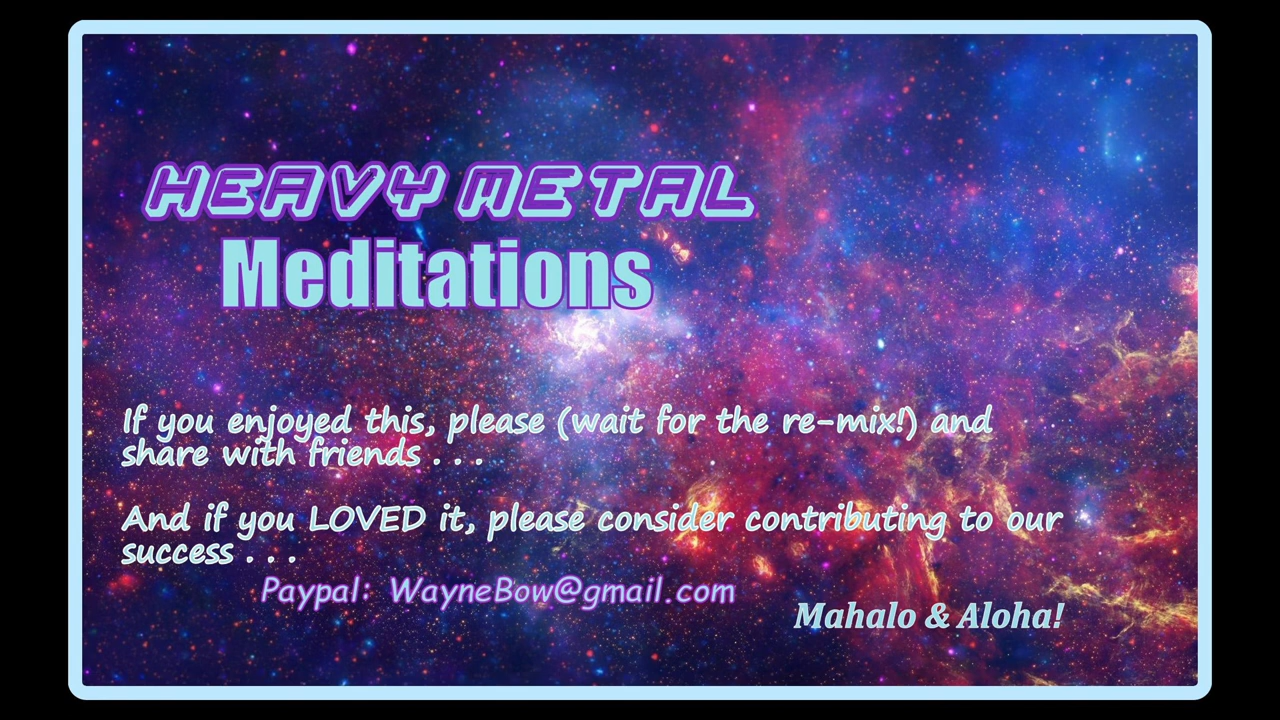 HEAVY METAL
Meditations
If you enjoyed this, please (wait for the re-mix!) and
share with friends . . .
And if you LOVED it, please consider contributing to our
success . . .
Paypal: WayneBow@gmail.com
Mahalo & Aloha!